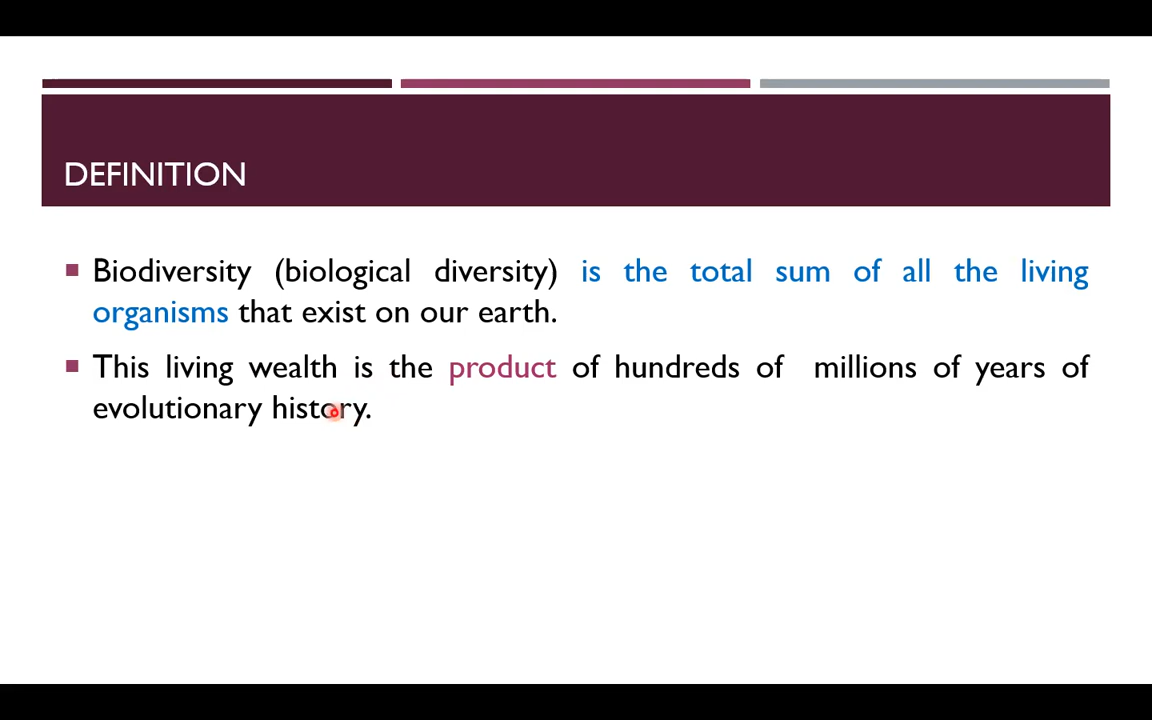 DEFINITION
Biodiversity (biological diversity) is the total sum of all the living
organisms that exist on our earth.
This living wealth is the product of hundreds of millions of years of
evolutionary history.